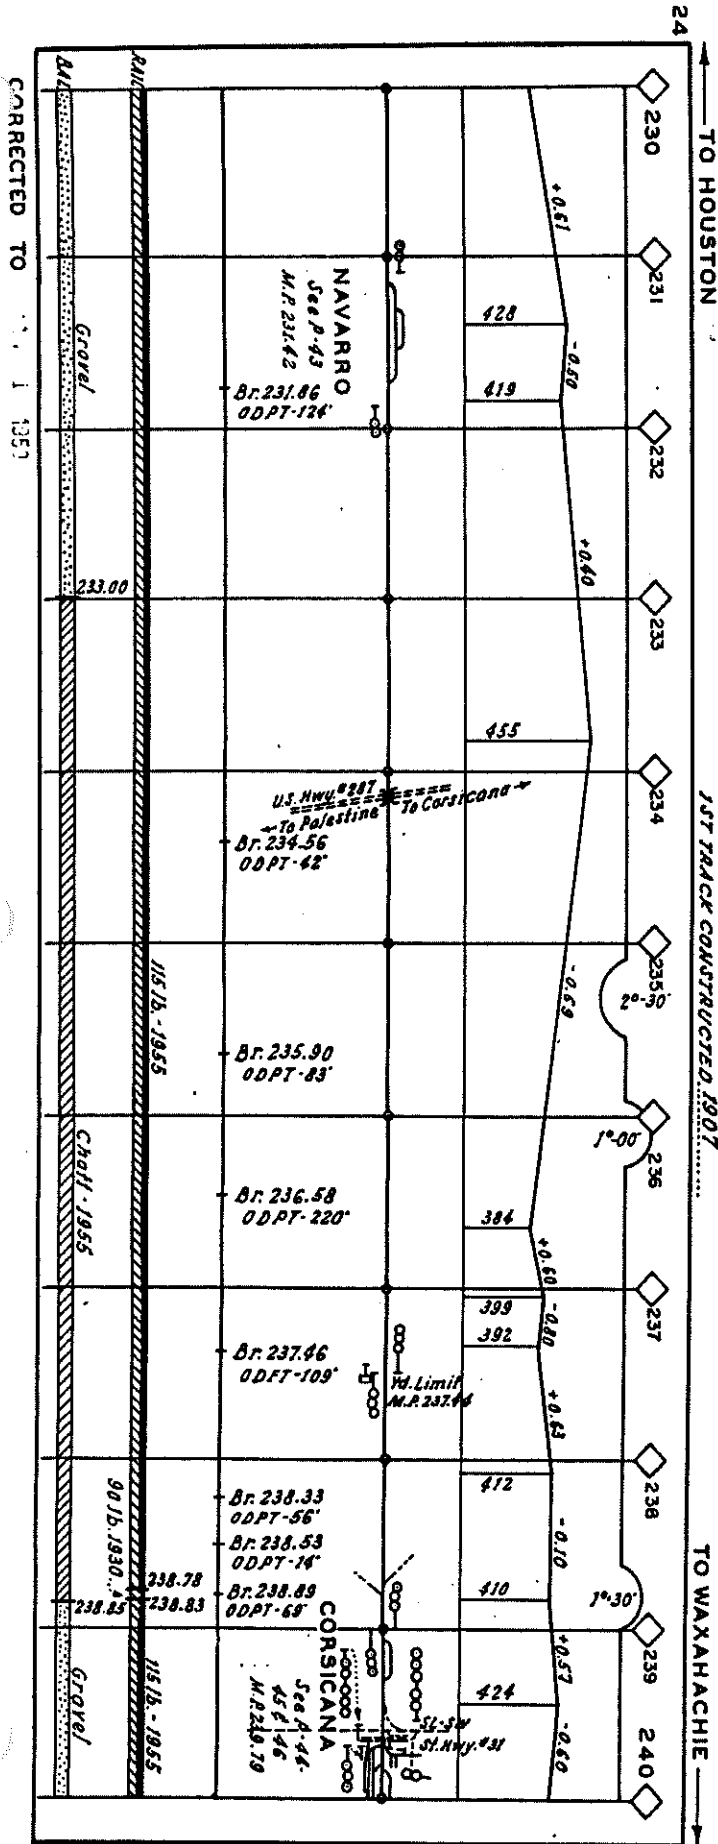 24
TO HOUSTON
1ST TRACK CONSTRUCTED 1907
TO WAXAHACHIE
230
231
232
233
234
235
236
237
238
239
240
2°-30'
1°-00'
1°-30'
+0.61
-0.50
+0.40
-0.69
+0.60
-0.80
+0.63
-0.10
+0.57
-0.60
428
419
455
384
399
392
412
410
424
U.S. Hwy. #287
To Palestine
To Corsicana
Yd. Limit
M.P. 237.44
SL-SW
St. Hwy. #31
NAVARRO
See P-43
M.P. 231.42
CORSICANA
See P-44-
45 & 46
M.P. 239.79
Br. 231.86
ODPT-124'
Br. 234.56
OBPT-42'
Br. 235.90
ODPT-83'
Br. 236.58
ODPT-220'
Br. 237.46
ODFT-109'
Br. 238.33
ODPT-56'
Br. 238.53
ODPT-14'
Br. 238.89
ODPT-69'
RAIL
115 lb. - 1955
90 lb. 1930
238.78
238.83
115 lb. - 1955
BAL
Gravel
233.00
Chatt - 1955
238.85
Gravel
CORRECTED TO